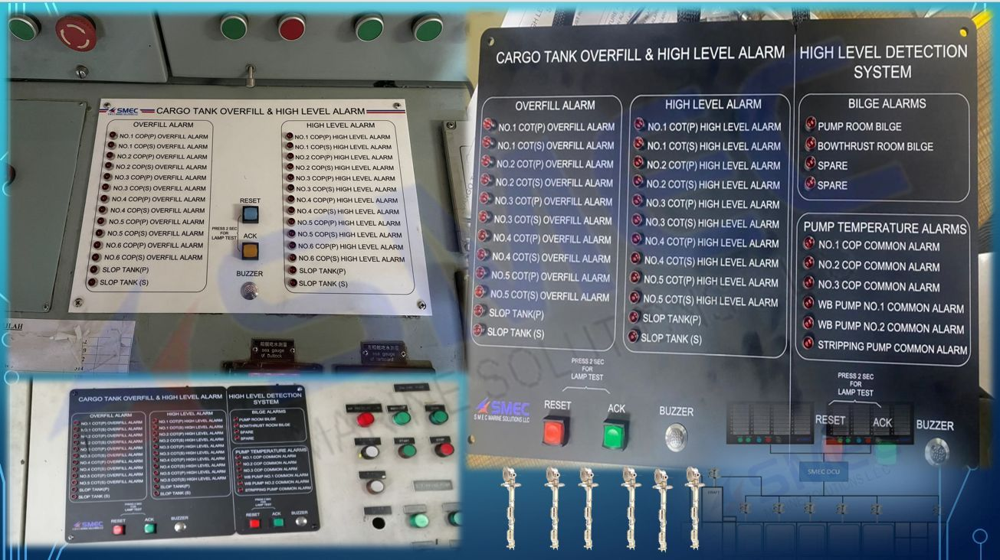 SMEC
CARGO TANK OVERFILL & HIGH LEVEL ALARM
OVERFILL ALARM
NO.1 COP(P) OVERFILL ALARM
NO.1 COP(S) OVERFILL ALARM
NO.2 COP(P) OVERFILL ALARM
NO.2 COP(S) OVERFILL ALARM
NO.3 COP(P) OVERFILL ALARM
NO.3 COP(S) OVERFILL ALARM
NO.4 COP(P) OVERFILL ALARM
NO.4 COP(S) OVERFILL ALARM
NO.5 COP(P) OVERFILL ALARM
NO.5 COP(S) OVERFILL ALARM
NO.6 COP(P) OVERFILL ALARM
NO.6 COP(S) OVERFILL ALARM
SLOP TANK(P)
SLOP TANK (S)
RESET
PRESS 2 SEC
FOR
LAMP TEST
ACK
BUZZER
HIGH LEVEL ALARM
NO.1 COP(P) HIGH LEVEL ALARM
NO.1 COP(S) HIGH LEVEL ALARM
NO.2 COP(P) HIGH LEVEL ALARM
NO.2 COP(S) HIGH LEVEL ALARM
NO.3 COP(P) HIGH LEVEL ALARM
NO.3 COP(S) HIGH LEVEL ALARM
NO.4 COP(P) HIGH LEVEL ALARM
NO.4 COP(S) HIGH LEVEL ALARM
NO.5 COP(P) HIGH LEVEL ALARM
NO.5 COP(S) HIGH LEVEL ALARM
NO.6 COP(P) HIGH LEVEL ALARM
NO.6 COP(S) HIGH LEVEL ALARM
SLOP TANK(P)
SLOP TANK (S)
sea gauge
sea gauge
CARGO TANK OVERFILL & HIGH LEVEL ALARM
OVERFILL ALARM
NO.1 COT(P) OVERFILL ALARM
NO.1 COT(S) OVERFILL ALARM
NO.2 COT(P) OVERFILL ALARM
NO.2 COT(S) OVERFILL ALARM
NO.3 COT(P) OVERFILL ALARM
NO.3 COT(S) OVERFILL ALARM
NO.4 COT(P) OVERFILL ALARM
NO.4 COT(S) OVERFILL ALARM
NO.5 COT(P) OVERFILL ALARM
NO.5 COT(S) OVERFILL ALARM
SLOP TANK(P)
SLOP TANK (S)
HIGH LEVEL ALARM
NO.1 COT(P) HIGH LEVEL ALARM
NO.1 COT(S) HIGH LEVEL ALARM
NO.2 COT(P) HIGH LEVEL ALARM
NO.2 COT(S) HIGH LEVEL ALARM
NO.3 COT(P) HIGH LEVEL ALARM
NO.3 COT(S) HIGH LEVEL ALARM
NO.4 COT(P) HIGH LEVEL ALARM
NO.4 COT(S) HIGH LEVEL ALARM
NO.5 COT(P) HIGH LEVEL ALARM
NO.5 COT(S) HIGH LEVEL ALARM
SLOP TANK(P)
SLOP TANK (S)
PRESS 2 SEC
FOR
LAMP TEST
SMEC
S M E C MARINE SOLUTIONS LLC
RESET
ACK
BUZZER
HIGH LEVEL DETECTION
SYSTEM
BILGE ALARMS
PUMP ROOM BILGE
BOWTHRUST ROOM BILGE
SPARE
SPARE
PUMP TEMPERATURE ALARMS
NO.1 COP COMMON ALARM
NO.2 COP COMMON ALARM
NO.3 COP COMMON ALARM
WB PUMP NO.1 COMMON ALARM
WB PUMP NO.2 COMMON ALARM
STRIPPING PUMP COMMON ALARM
PRESS 2 SEC
FOR
LAMP TEST
RESET
ACK
BUZZER
CARGO TANK OVERFILL & HIGH LEVEL ALARM
OVERFILL ALARM
NO.1 COT(P) OVERFILL ALARM
NO.3 COT(P) OVERFILL ALARM
NO.3 COT(S) OVERFILL ALARM
NO.4 COT(P) OVERFILL ALARM
NO.4 COT(S) OVERFILL ALARM
NO.5 COT(P) OVERFILL ALARM
NO.5 COT(S) OVERFILL ALARM
SLOP TANK(P)
SLOP TANK (S)
HIGH LEVEL ALARM
NO.1 COT(P) HIGH LEVEL ALARM
NO.1 COT(S) HIGH LEVEL ALARM
NO.2 COT(P) HIGH LEVEL ALARM
NO.2 COT(S) HIGH LEVEL ALARM
NO.3 COT(P) HIGH LEVEL ALARM
NO.3 COT(S) HIGH LEVEL ALARM
NO.4 COT(P) HIGH LEVEL ALARM
NO.4 COT(S) HIGH LEVEL ALARM
NO.5 COT(P) HIGH LEVEL ALARM
NO.5 COT(S) HIGH LEVEL ALARM
SLOP TANK(P)
SLOP TANK (S)
PRESS 2 SEC
FOR
LAMP TEST
SMEC
RESET
ACK
BUZZER
HIGH LEVEL DETECTION
SYSTEM
BILGE ALARMS
PUMP ROOM BILGE
BOWTHRUST ROOM BILGE
SPARE
SPARE
PUMP TEMPERATURE ALARMS
NO.1 COP COMMON ALARM
NO.2 COP COMMON ALARM
NO.3 COP COMMON ALARM
WB PUMP NO.1 COMMON ALARM
WB PUMP NO.2 COMMON ALARM
STRIPPING PUMP COMMON ALARM
PRESS 2 SEC
FOR
LAMP TEST
RESET
ACK
BUZZER
START
STOP
SMEC DCU
DRAFT